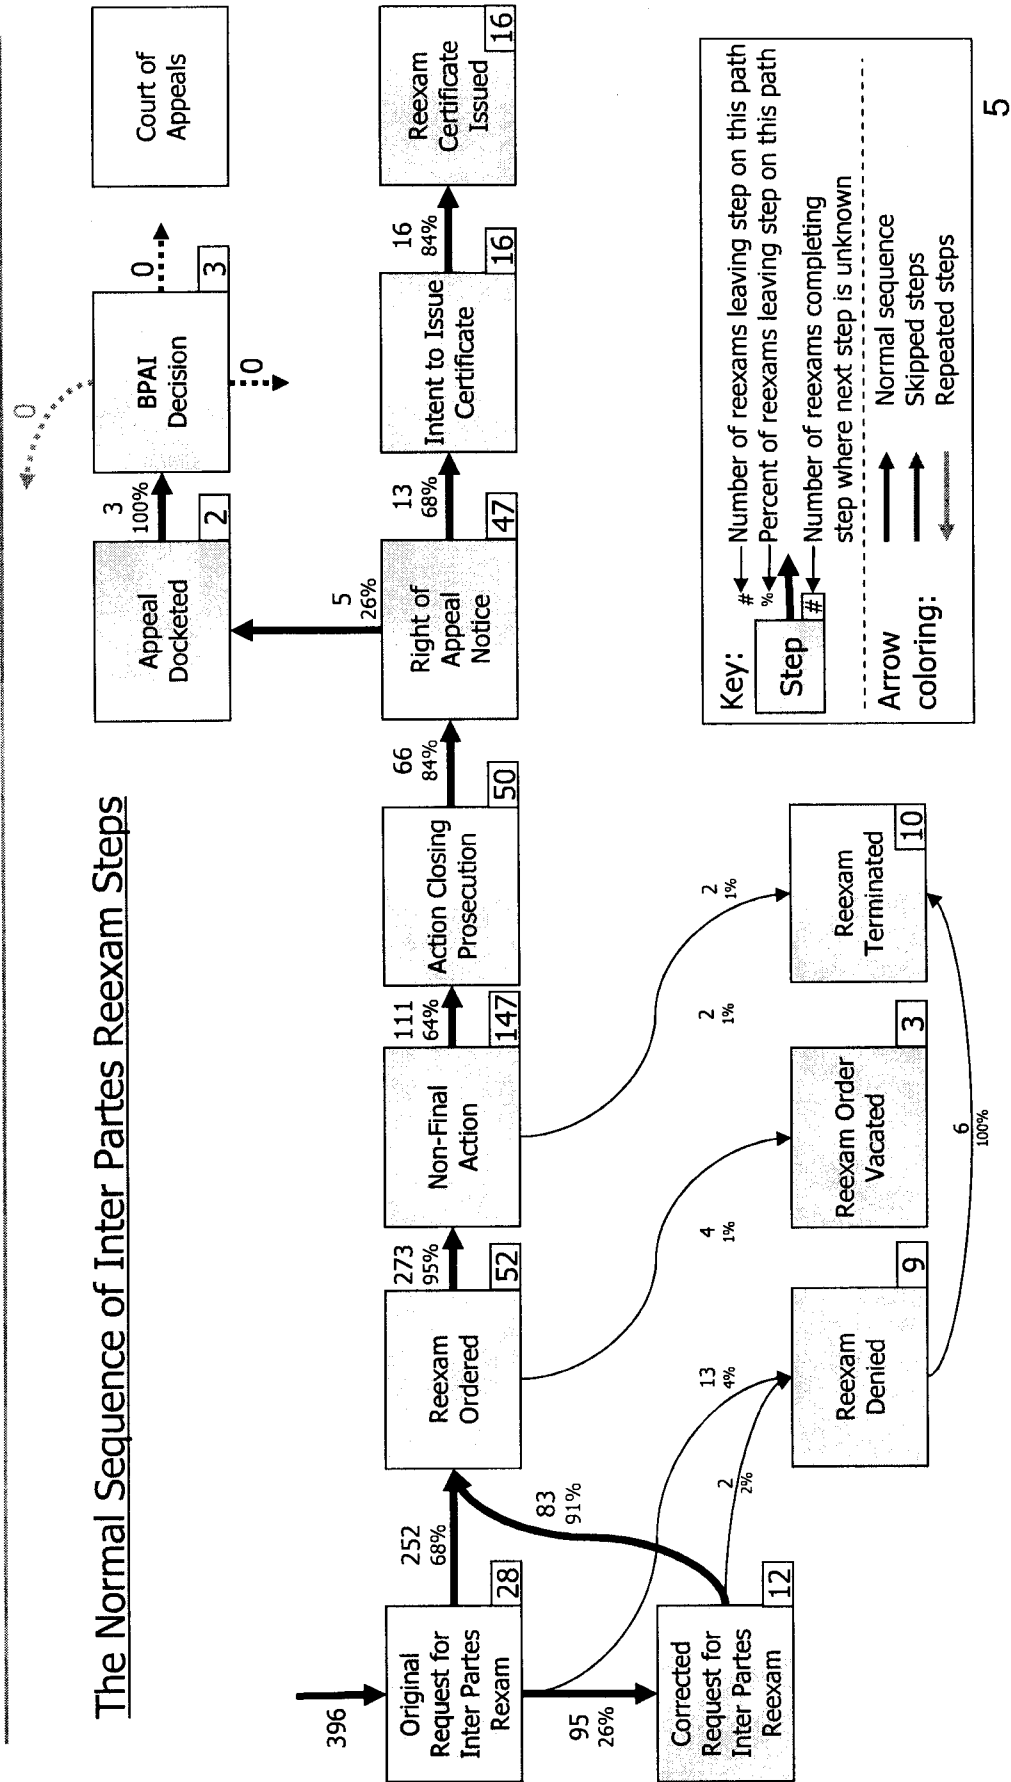 The Normal Sequence of Inter Partes Reexam Steps
396
Original
Request for
Inter Partes
Rexam
28
252
68%
95
26%
Corrected
Request for
Inter Partes
Reexam
12
83
91%
2
2%
13
4%
Reexam
Ordered
52
273
95%
4
1%
Non-Final
Action
147
111
64%
2
1%
2
1%
Action Closing
Prosecution
50
66
84%
Right of
Appeal
Notice
47
5
26%
13
68%
Appeal
Docketed
2
3
100%
BPAI
Decision
3
0
0
0
Court of
Appeals
Intent to Issue
Certificate
16
16
84%
Reexam
Certificate
Issued
16
Reexam
Denied
9
6
100%
Reexam Order
Vacated
3
Reexam
Terminated
10
Key:
Step
#
%
#
Number of reexams leaving step on this path
Percent of reexams leaving step on this path
Number of reexams completing
step where next step is unknown
Arrow
coloring:
Normal sequence
Skipped steps
Repeated steps
5